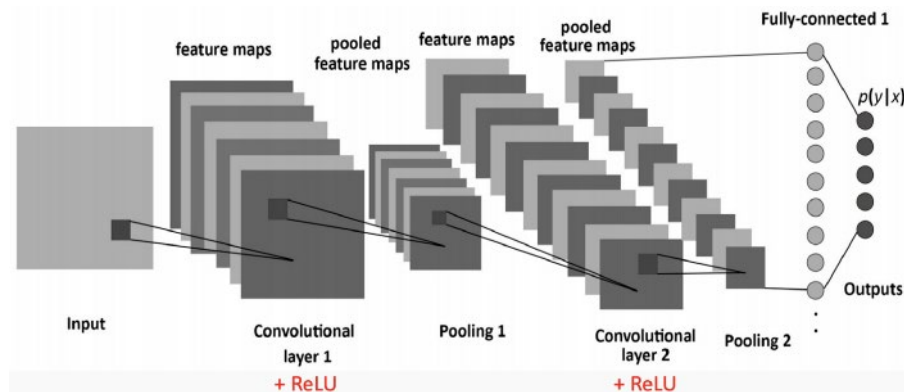 Fully-connected 1
feature maps
pooled
feature maps
feature maps
pooled
feature maps
p(y|x)
Input
Convolutional
layer 1
Pooling 1
Convolutional
layer 2
Pooling 2
Outputs
+ ReLU
+ ReLU